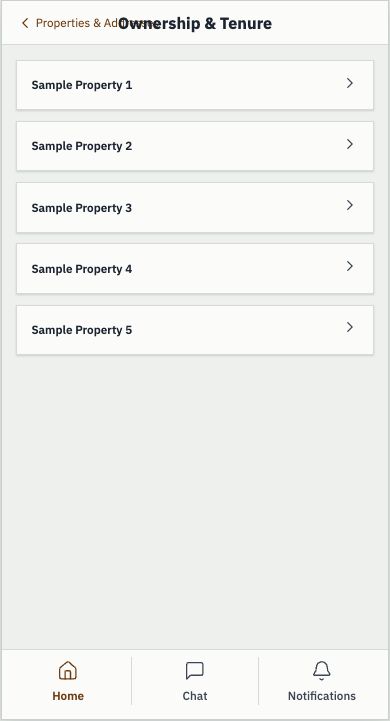 Properties & Ad
Ownership & Tenure
Sample Property 1
Sample Property 2
Sample Property 3
Sample Property 4
Sample Property 5
Home
Chat
Notifications